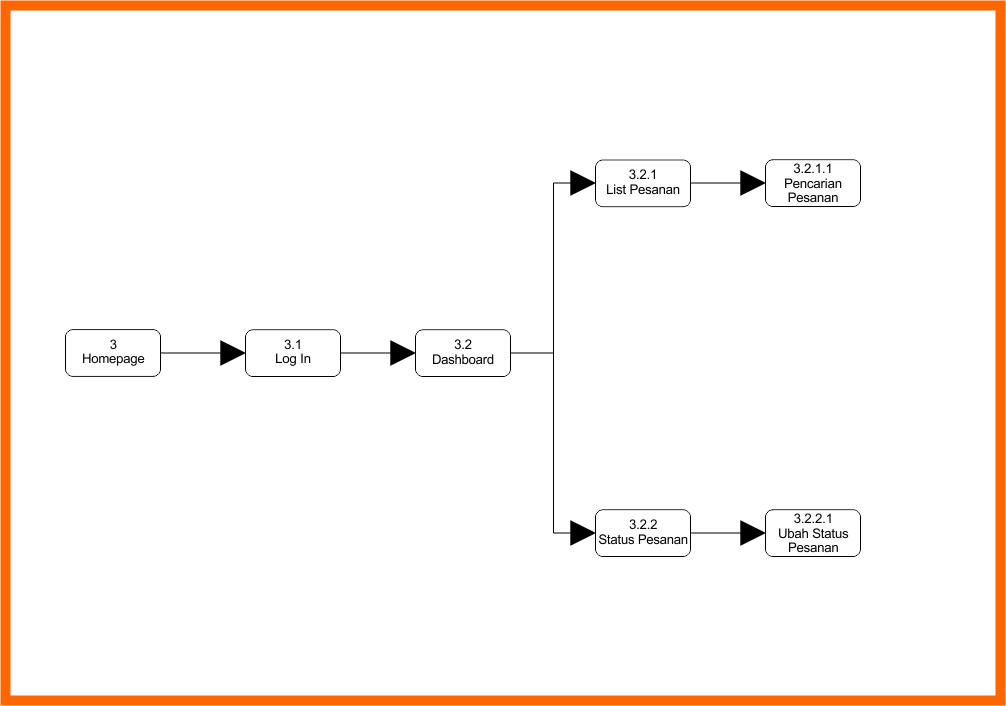 3
Homepage
3.1
Log In
3.2
Dashboard
3.2.1
List Pesanan
3.2.1.1
Pencarian
Pesanan
3.2.2
Status Pesanan
3.2.2.1
Ubah Status
Pesanan